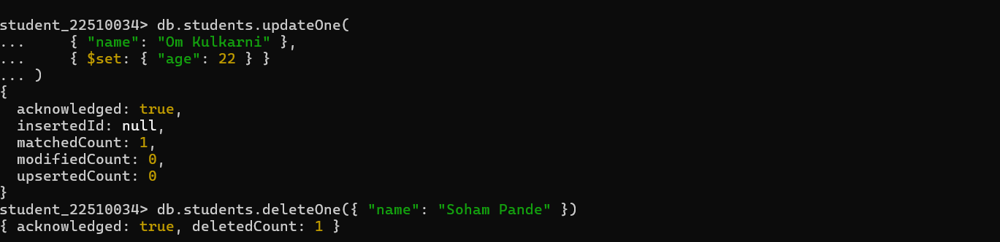 student_22510034> db.students.updateOne(
...     { "name": "Om Kulkarni" },
...     { $set: { "age": 22 } }
... )
{
  acknowledged: true,
  insertedId: null,
  matchedCount: 1,
  modifiedCount: 0,
  upsertedCount: 0
}
student_22510034> db.students.deleteOne({ "name": "Soham Pande" })
{ acknowledged: true, deletedCount: 1 }